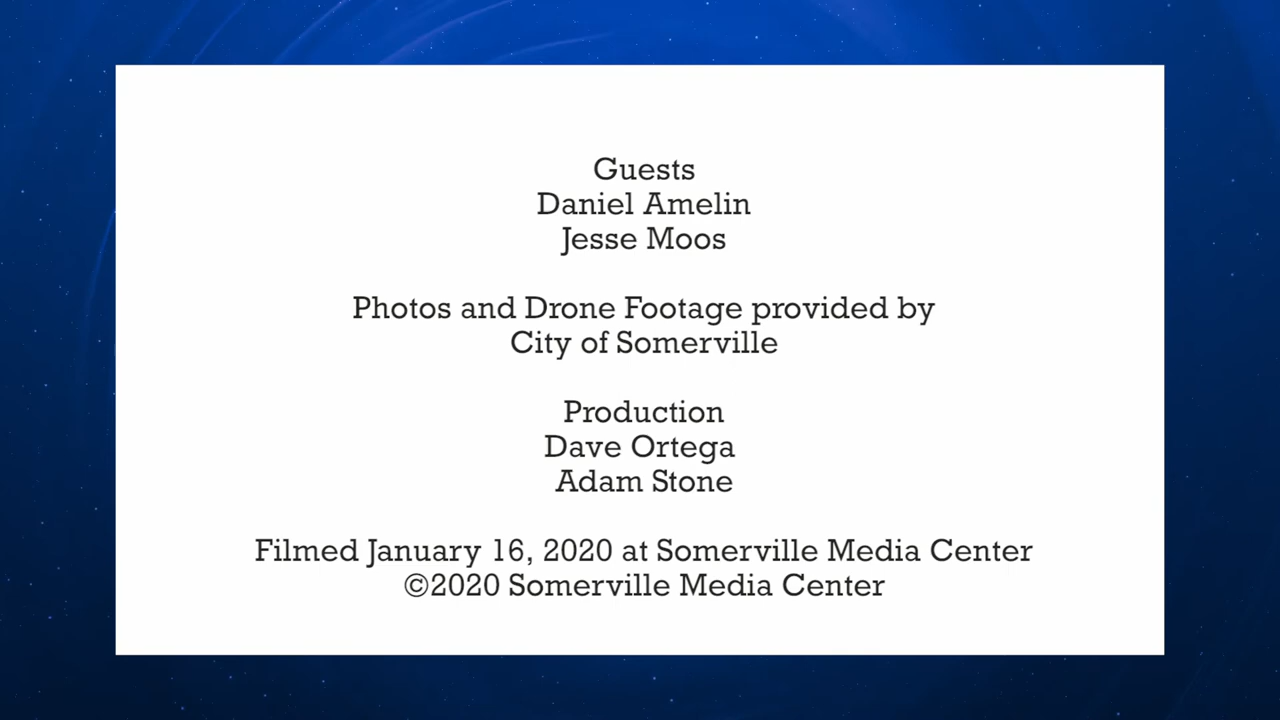 Guests
Daniel Amelin
Jesse Moos
Photos and Drone Footage provided by
City of Somerville
Production
Dave Ortega
Adam Stone
Filmed January 16, 2020 at Somerville Media Center
©2020 Somerville Media Center